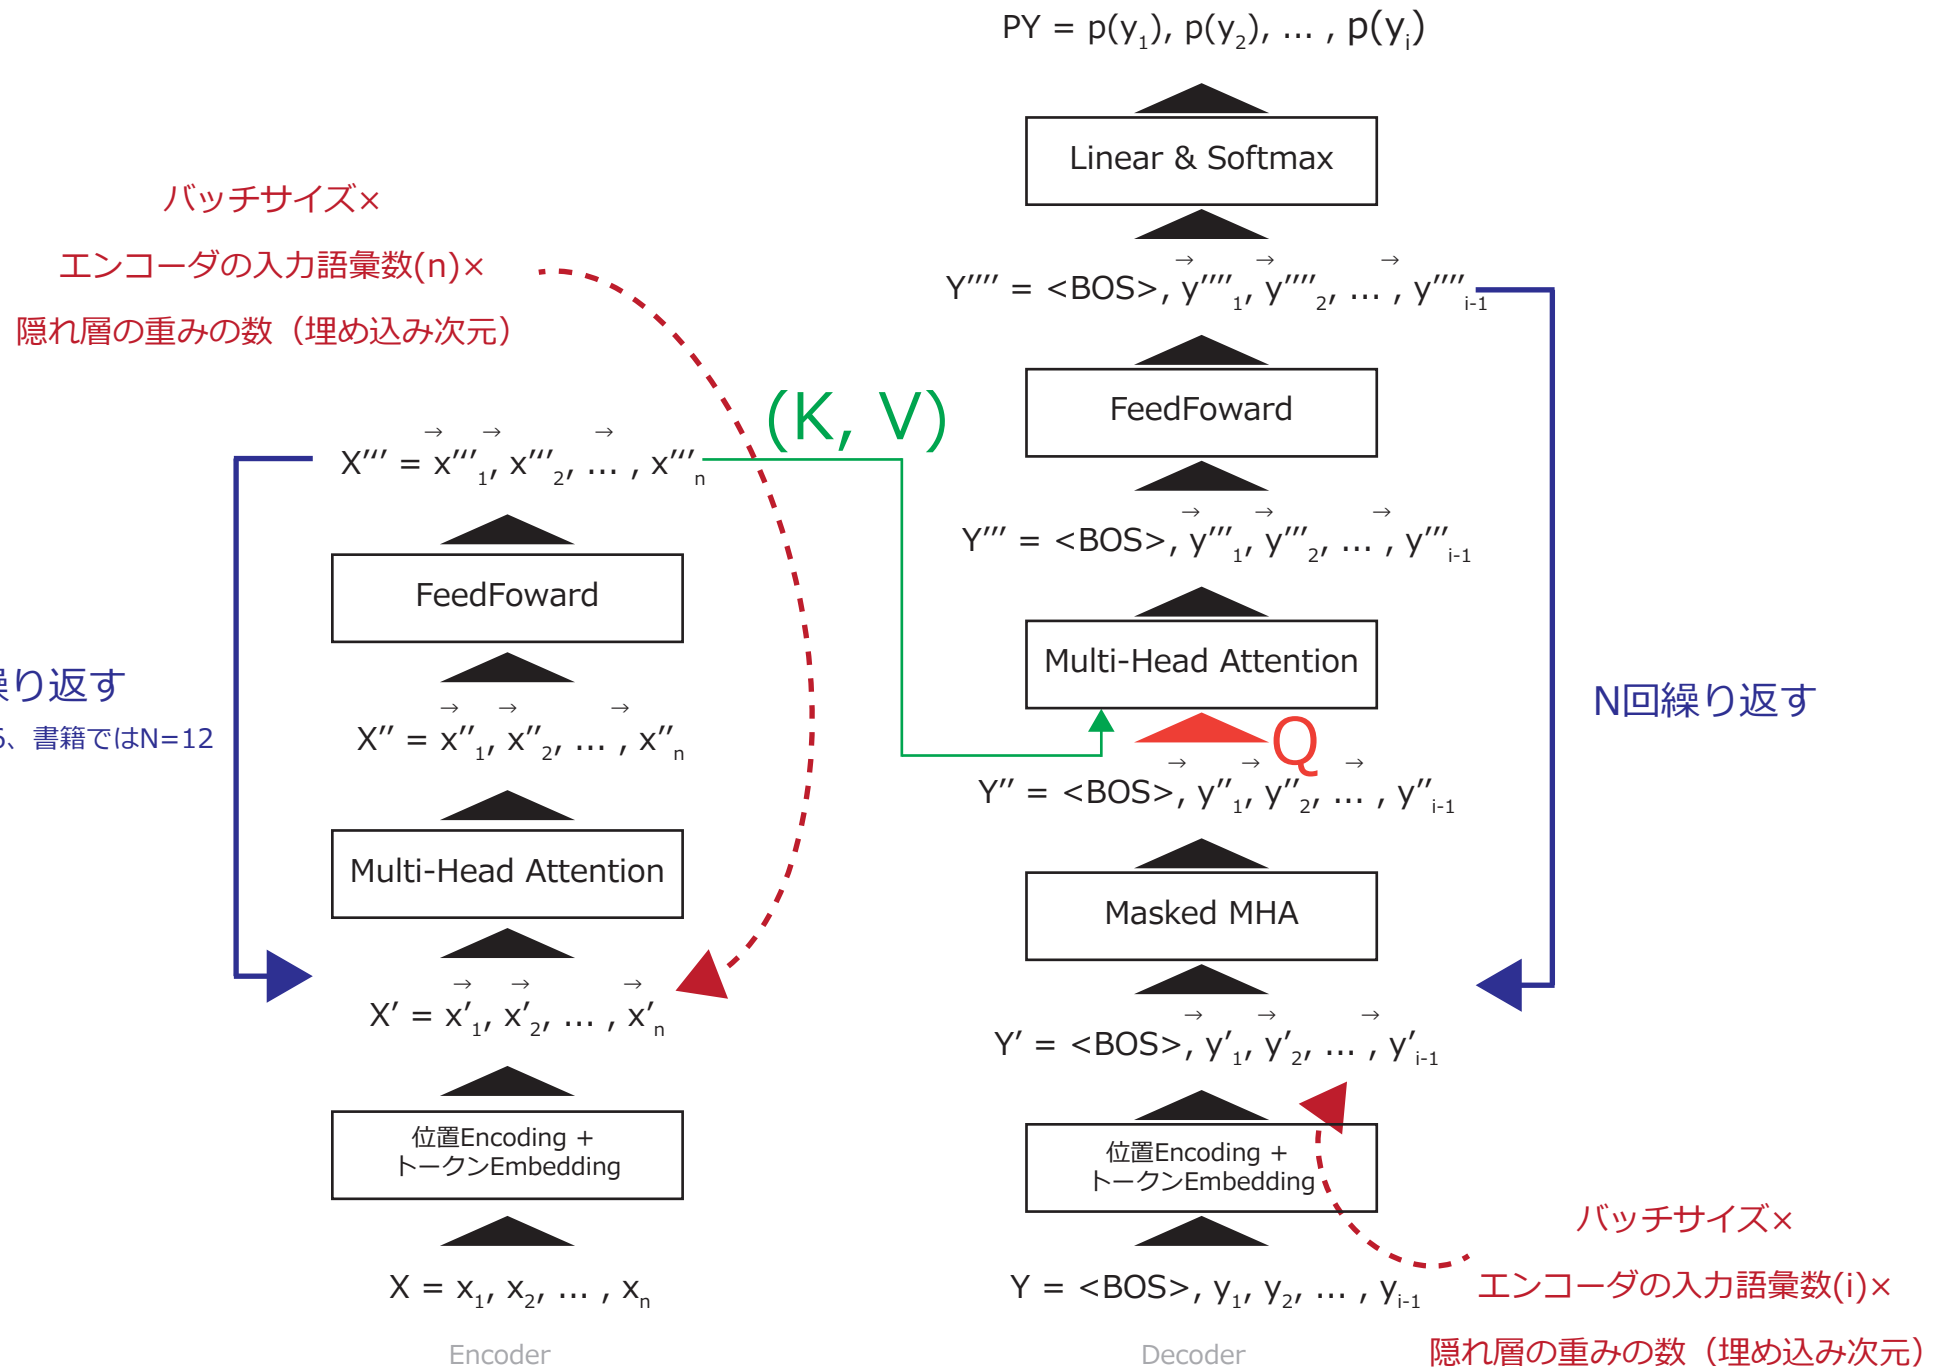 PY = p(y1), p(y2), ... , p(yi)
Linear & Softmax
Y'''' = <BOS>, y''''1, y''''2, ... , y''''i-1
FeedFoward
Y''' = <BOS>, y'''1, y'''2, ... , y'''i-1
Multi-Head Attention
Q
Y'' = <BOS>, y''1, y''2, ... , y''i-1
Masked MHA
Y' = <BOS>, y'1, y'2, ... , y'i-1
位置Encoding +
トークンEmbedding
Y = <BOS>, y1, y2, ... , yi-1
Decoder
N回繰り返す
バッチサイズ×
エンコーダの入力語彙数(i)×
隠れ層の重みの数（埋め込み次元）
バッチサイズ×
エンコーダの入力語彙数(n)×
隠れ層の重みの数（埋め込み次元）
(K, V)
X''' = x'''1, x'''2, ... , x'''n
FeedFoward
X'' = x''1, x''2, ... , x''n
Multi-Head Attention
X' = x'1, x'2, ... , x'n
位置Encoding +
トークンEmbedding
X = x1, x2, ... , xn
Encoder
り返す
、書籍ではN=12